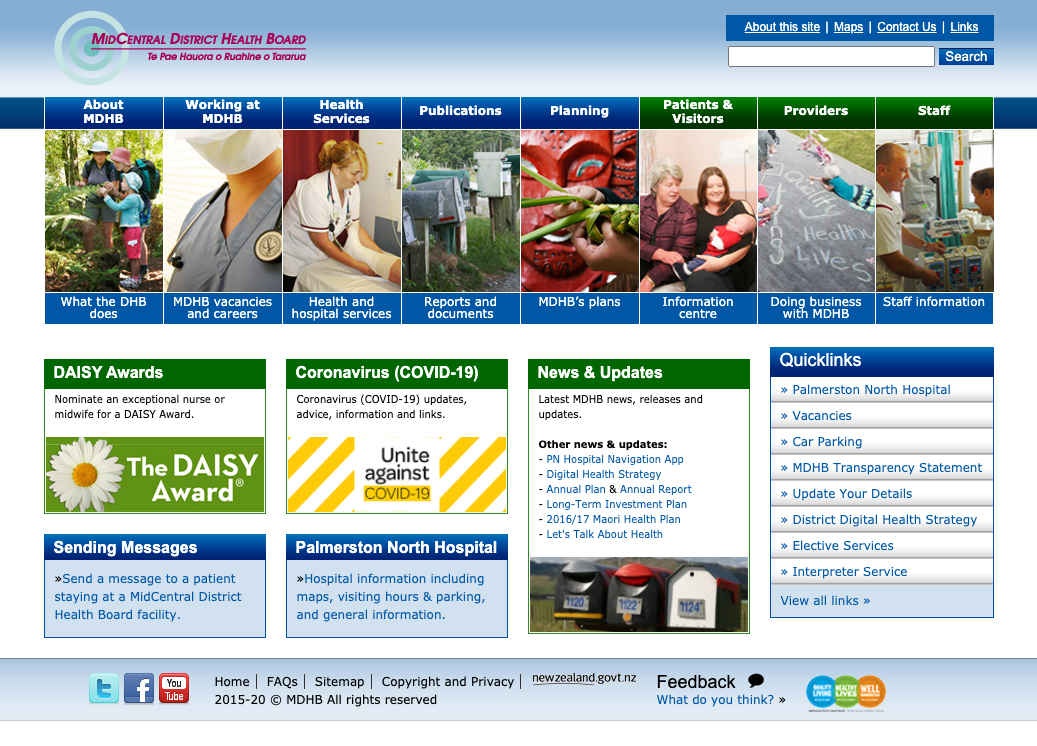 MidCentral District Health Board
Te Pae Hauora o Ruahine o Tararua
About this site | Maps | Contact Us | Links
Search
About
MDHB
Working at
MDHB
Health
Services
Publications
Planning
Patients &
Visitors
Providers
Staff
Healthy
Lives
What the DHB
does
MDHB vacancies
and careers
Health and
hospital services
Reports and
documents
MDHB's plans
Information
centre
Doing business
with MDHB
Staff information
DAISY Awards
Nominate an exceptional nurse or
midwife for a DAISY Award.
The DAISY
Award®
Coronavirus (COVID-19)
Coronavirus (COVID-19) updates,
advice, information and links.
Unite
against
COVID-19
News & Updates
Latest MDHB news, releases and
updates.
Other news & updates:
- PN Hospital Navigation App
- Digital Health Strategy
- Annual Plan & Annual Report
- Long-Term Investment Plan
- 2016/17 Maori Health Plan
- Let's Talk About Health
1120
1122
1124
Quicklinks
» Palmerston North Hospital
» Vacancies
» Car Parking
» MDHB Transparency Statement
» Update Your Details
» District Digital Health Strategy
» Elective Services
» Interpreter Service
View all links »
Sending Messages
»Send a message to a patient
staying at a MidCentral District
Health Board facility.
Palmerston North Hospital
»Hospital information including
maps, visiting hours & parking,
and general information.
You
Tube
Home | FAQs | Sitemap | Copyright and Privacy | newzealand.govt.nz
2015-20 © MDHB All rights reserved
Feedback
What do you think? »
QUALITY
LIVING
HEALTHY
LIVES
WELL